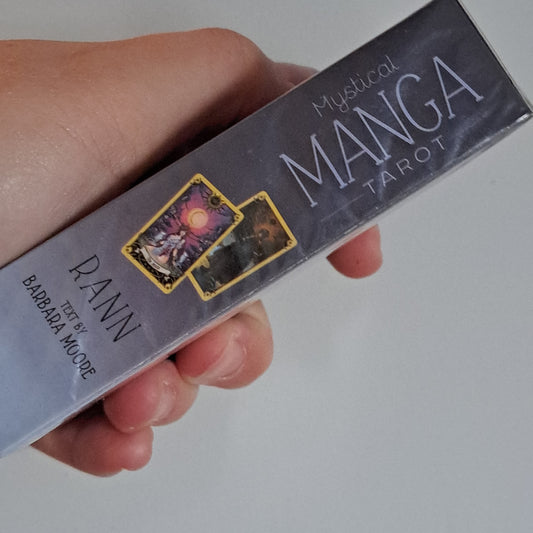 Mystical
MANGA
TAROT
RANN
TEXT BY
BARBARA MOORE